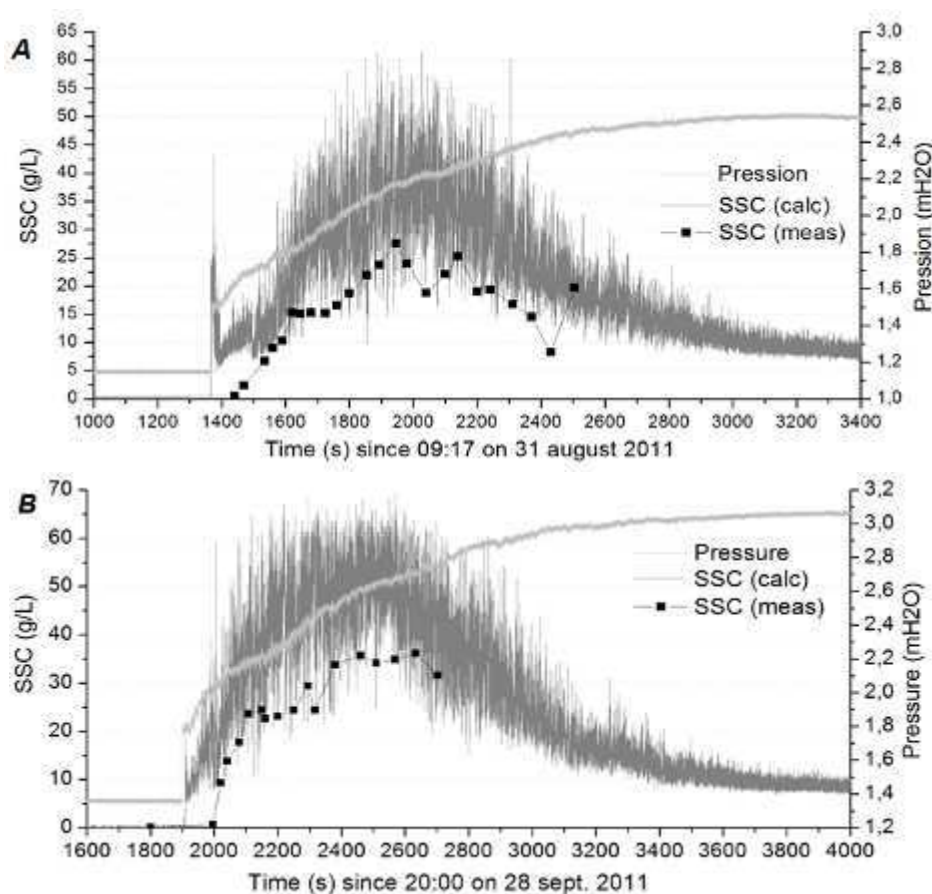 A
SSC (g/L)
65
60
55
50
45
40
35
30
25
20
15
10
5
0
3,0
2,8
2,6
2,4
2,2
2,0
1,8
1,6
1,4
1,2
1,0
Pression (mH2O)
Pression
SSC (calc)
SSC (meas)
1000 1200 1400 1600 1800 2000 2200 2400 2600 2800 3000 3200 3400
Time (s) since 09:17 on 31 august 2011
B
SSC (g/L)
70
60
50
40
30
20
10
0
3,2
3,0
2,8
2,6
2,4
2,2
2,0
1,8
1,6
1,4
1,2
Pressure (mH2O)
Pressure
SSC (calc)
SSC (meas)
1600 1800 2000 2200 2400 2600 2800 3000 3200 3400 3600 3800 4000
Time (s) since 20:00 on 28 sept. 2011